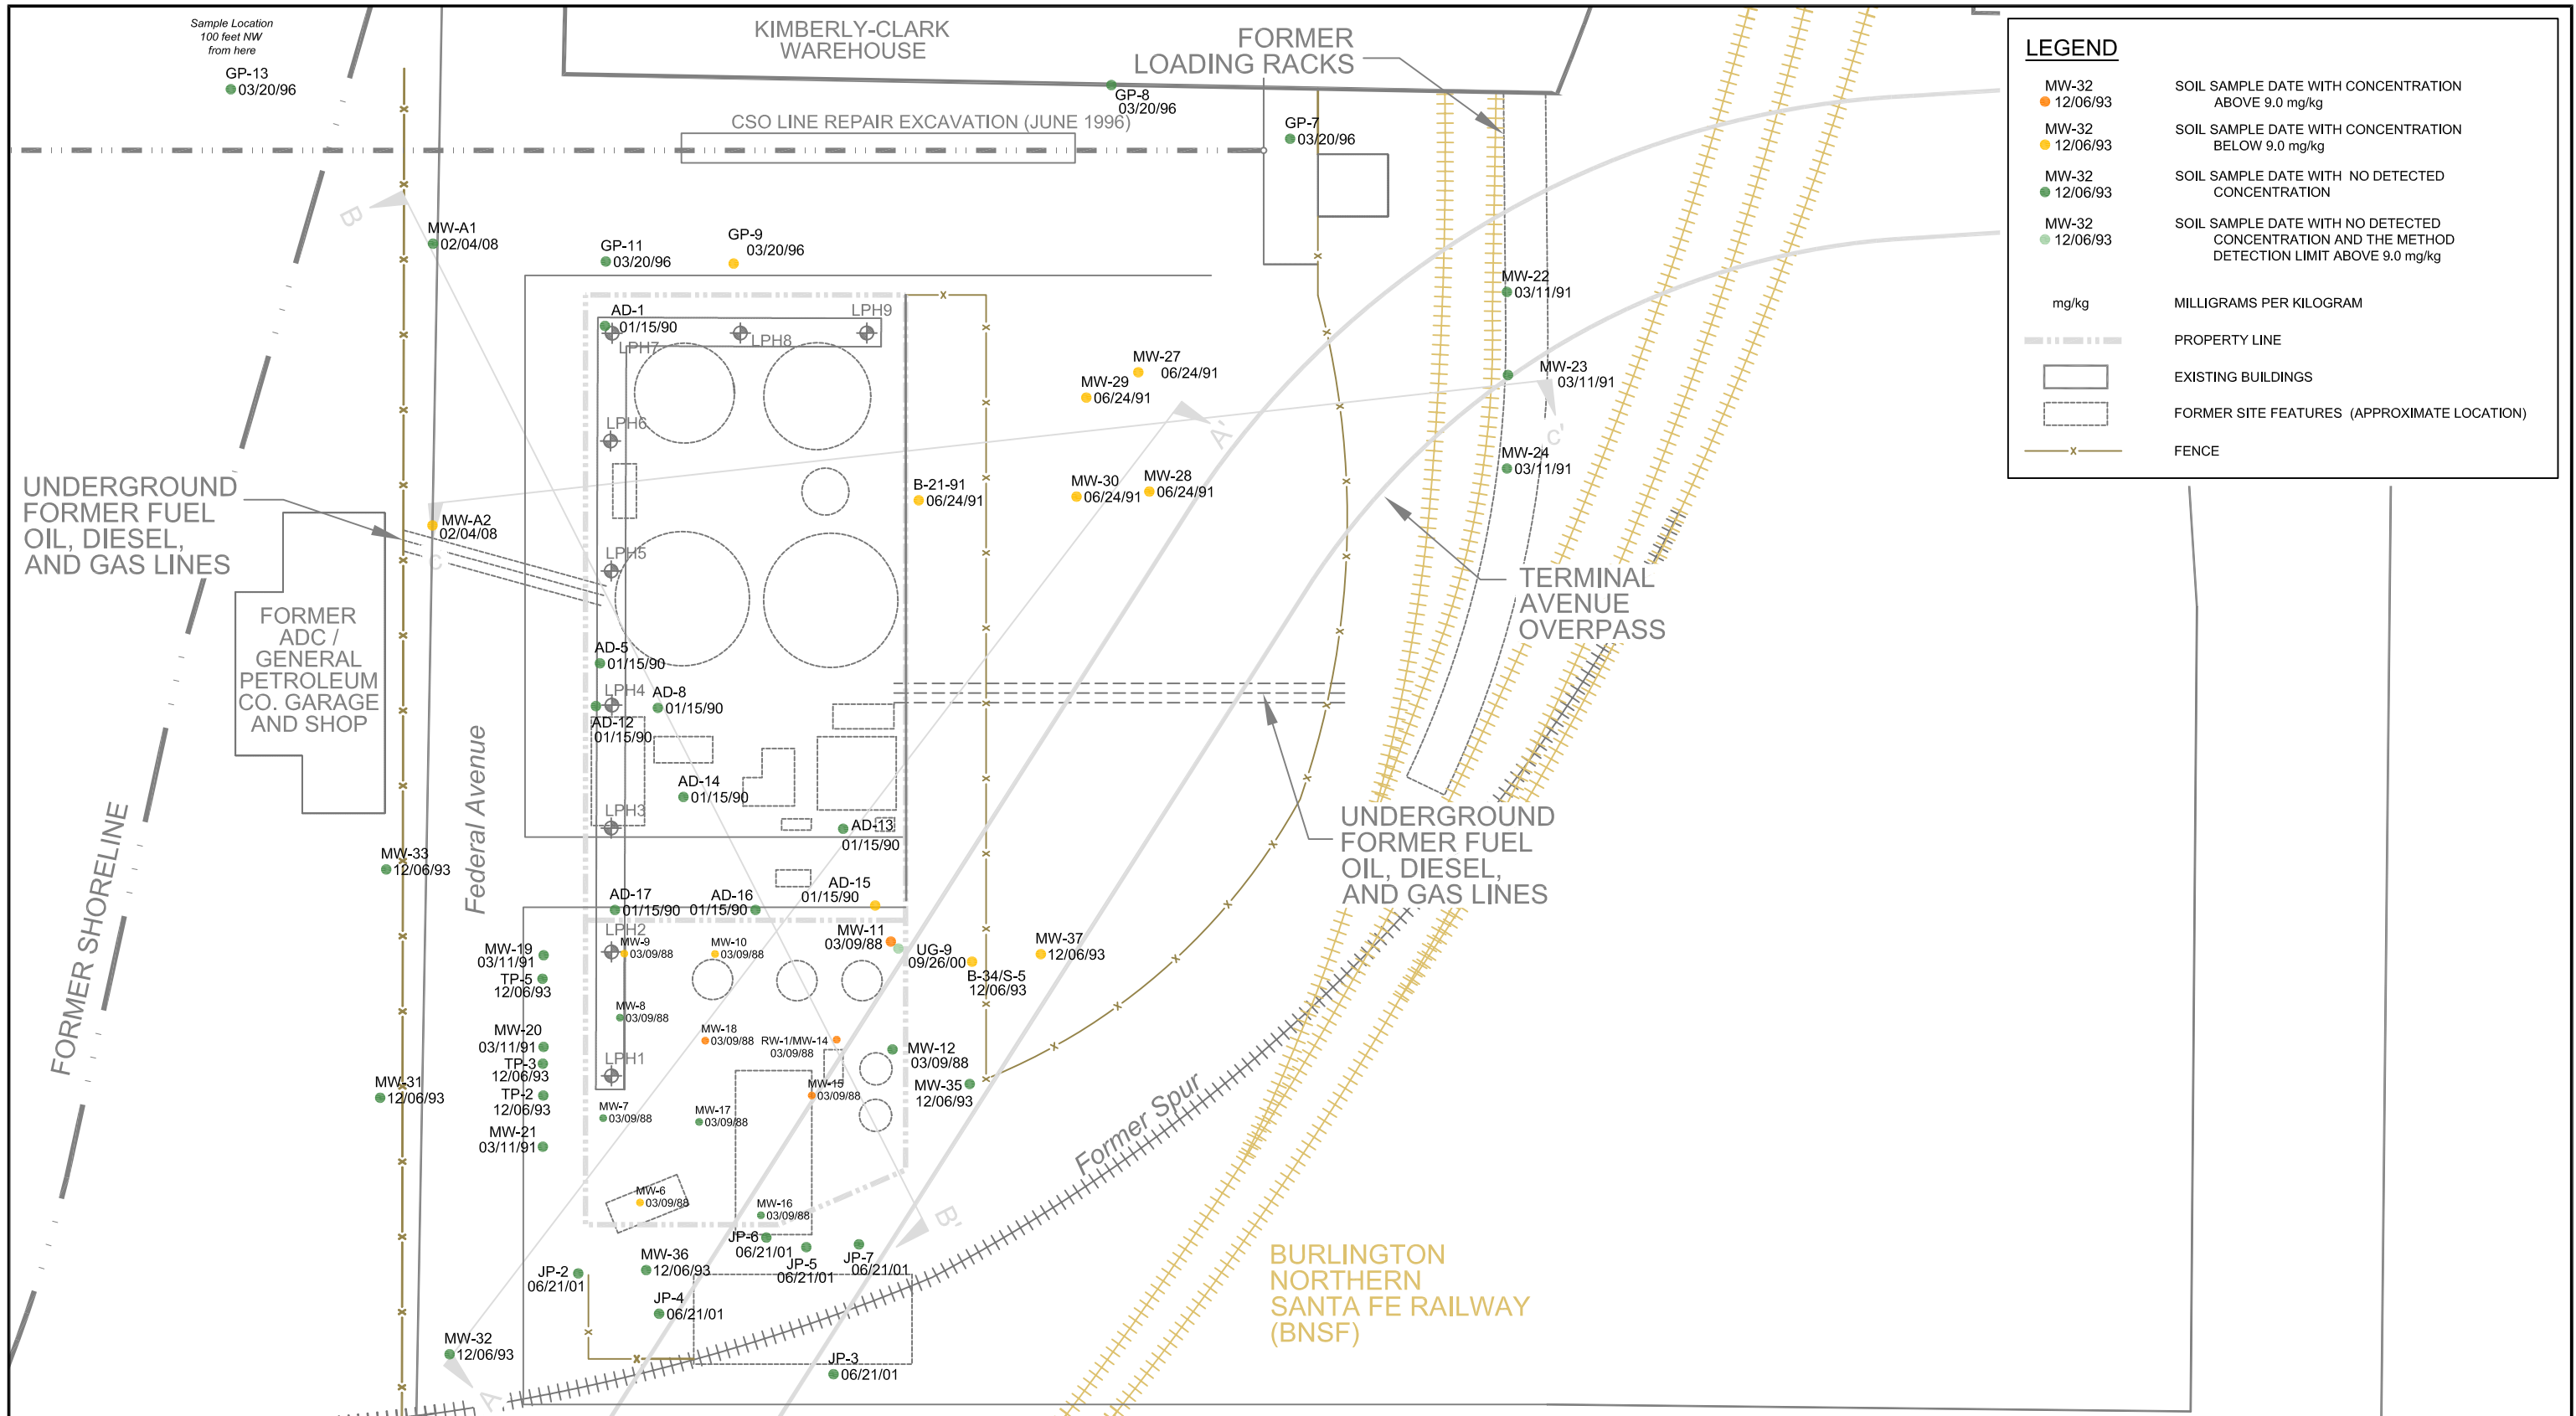 Sample Location
100 feet NW
from here
GP-13
03/20/96
KIMBERLY-CLARK
WAREHOUSE
FORMER
LOADING RACKS
GP-8
03/20/96
CSO LINE REPAIR EXCAVATION (JUNE 1996)
GP-7
03/20/96
LEGEND
MW-32
12/06/93
SOIL SAMPLE DATE WITH CONCENTRATION
ABOVE 9.0 mg/kg
MW-32
12/06/93
SOIL SAMPLE DATE WITH CONCENTRATION
BELOW 9.0 mg/kg
MW-32
12/06/93
SOIL SAMPLE DATE WITH NO DETECTED
CONCENTRATION
MW-32
12/06/93
SOIL SAMPLE DATE WITH NO DETECTED
CONCENTRATION AND THE METHOD
DETECTION LIMIT ABOVE 9.0 mg/kg
mg/kg
MILLIGRAMS PER KILOGRAM
PROPERTY LINE
EXISTING BUILDINGS
FORMER SITE FEATURES (APPROXIMATE LOCATION)
x
FENCE
B
MW-A1
02/04/08
GP-11
03/20/96
GP-9
03/20/96
MW-22
03/11/91
AD-1
01/15/90
LPH7
LPH8
LPH9
MW-27
06/24/91
MW-29
06/24/91
MW-23
03/11/91
A'
C'
LPH6
MW-24
03/11/91
B-21-91
06/24/91
MW-30
06/24/91
MW-28
06/24/91
UNDERGROUND
FORMER FUEL
OIL, DIESEL,
AND GAS LINES
MW-A2
02/04/08
C
LPH5
TERMINAL
AVENUE
OVERPASS
FORMER
ADC /
GENERAL
PETROLEUM
CO. GARAGE
AND SHOP
AD-5
01/15/90
LPH4
AD-8
01/15/90
AD-12
01/15/90
Federal Avenue
AD-14
01/15/90
LPH3
AD-13
01/15/90
UNDERGROUND
FORMER FUEL
OIL, DIESEL,
AND GAS LINES
FORMER SHORELINE
MW-33
12/06/93
AD-17
01/15/90
AD-16
01/15/90
AD-15
01/15/90
LPH2
MW-9
03/09/88
MW-10
03/09/88
MW-11
03/09/88
UG-9
09/26/00
MW-37
12/06/93
B-34/S-5
12/06/93
MW-19
03/11/91
TP-5
12/06/93
MW-8
03/09/88
MW-18
03/09/88
RW-1/MW-14
03/09/88
MW-20
03/11/91
TP-3
12/06/93
LPH1
MW-12
03/09/88
MW-35
12/06/93
MW-31
12/06/93
TP-2
12/06/93
MW-15
03/09/88
MW-7
03/09/88
MW-17
03/09/88
MW-21
03/11/91
Former Spur
MW-6
03/09/88
MW-16
03/09/88
B'
JP-6
06/21/01
JP-5
06/21/01
JP-7
06/21/01
MW-36
12/06/93
JP-2
06/21/01
JP-4
06/21/01
BURLINGTON
NORTHERN
SANTA FE RAILWAY
(BNSF)
MW-32
12/06/93
JP-3
06/21/01
A